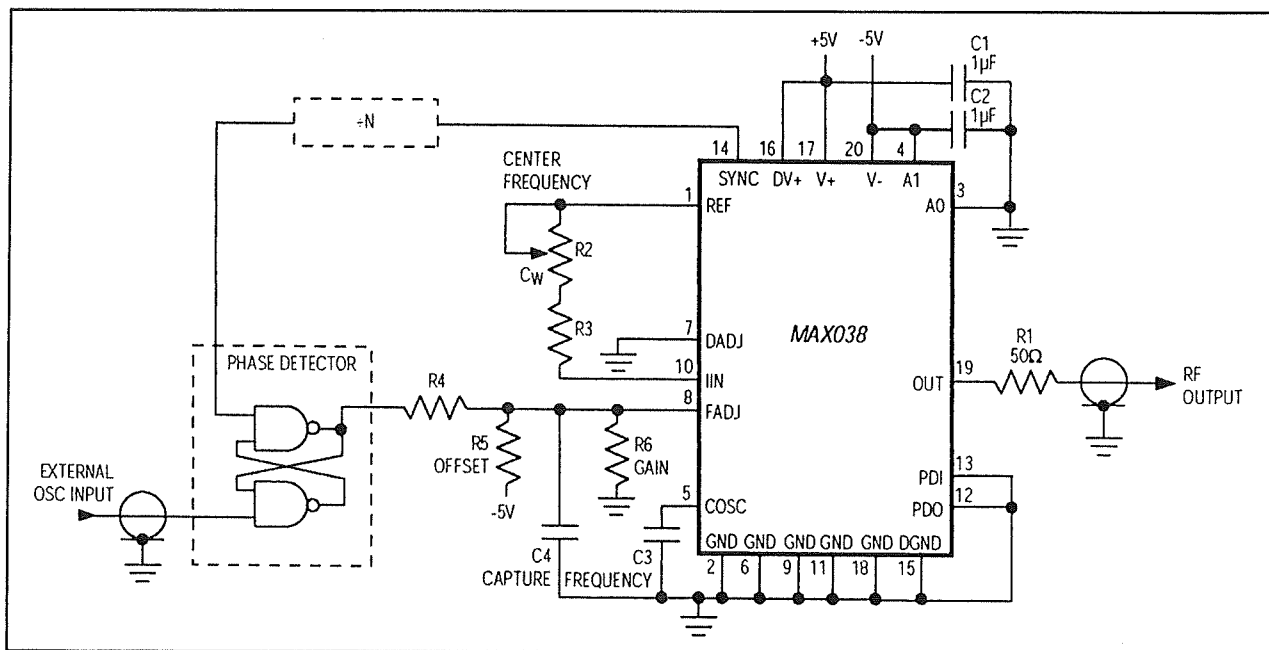 +5V
-5V
C1
1µF
C2
1µF
÷N
14
16
17
20
4
SYNC
DV+
V+
V-
A1
CENTER
FREQUENCY
1
REF
3
A0
R2
CW
R3
7
DADJ
MAX038
R1
50Ω
PHASE DETECTOR
10
IIN
19
OUT
RF
OUTPUT
R4
8
FADJ
R5
OFFSET
R6
GAIN
-5V
EXTERNAL
OSC INPUT
5
COSC
13
PDI
12
PDO
GND
GND
GND
GND
GND
DGND
2
6
9
11
18
15
C4
C3
CAPTURE FREQUENCY